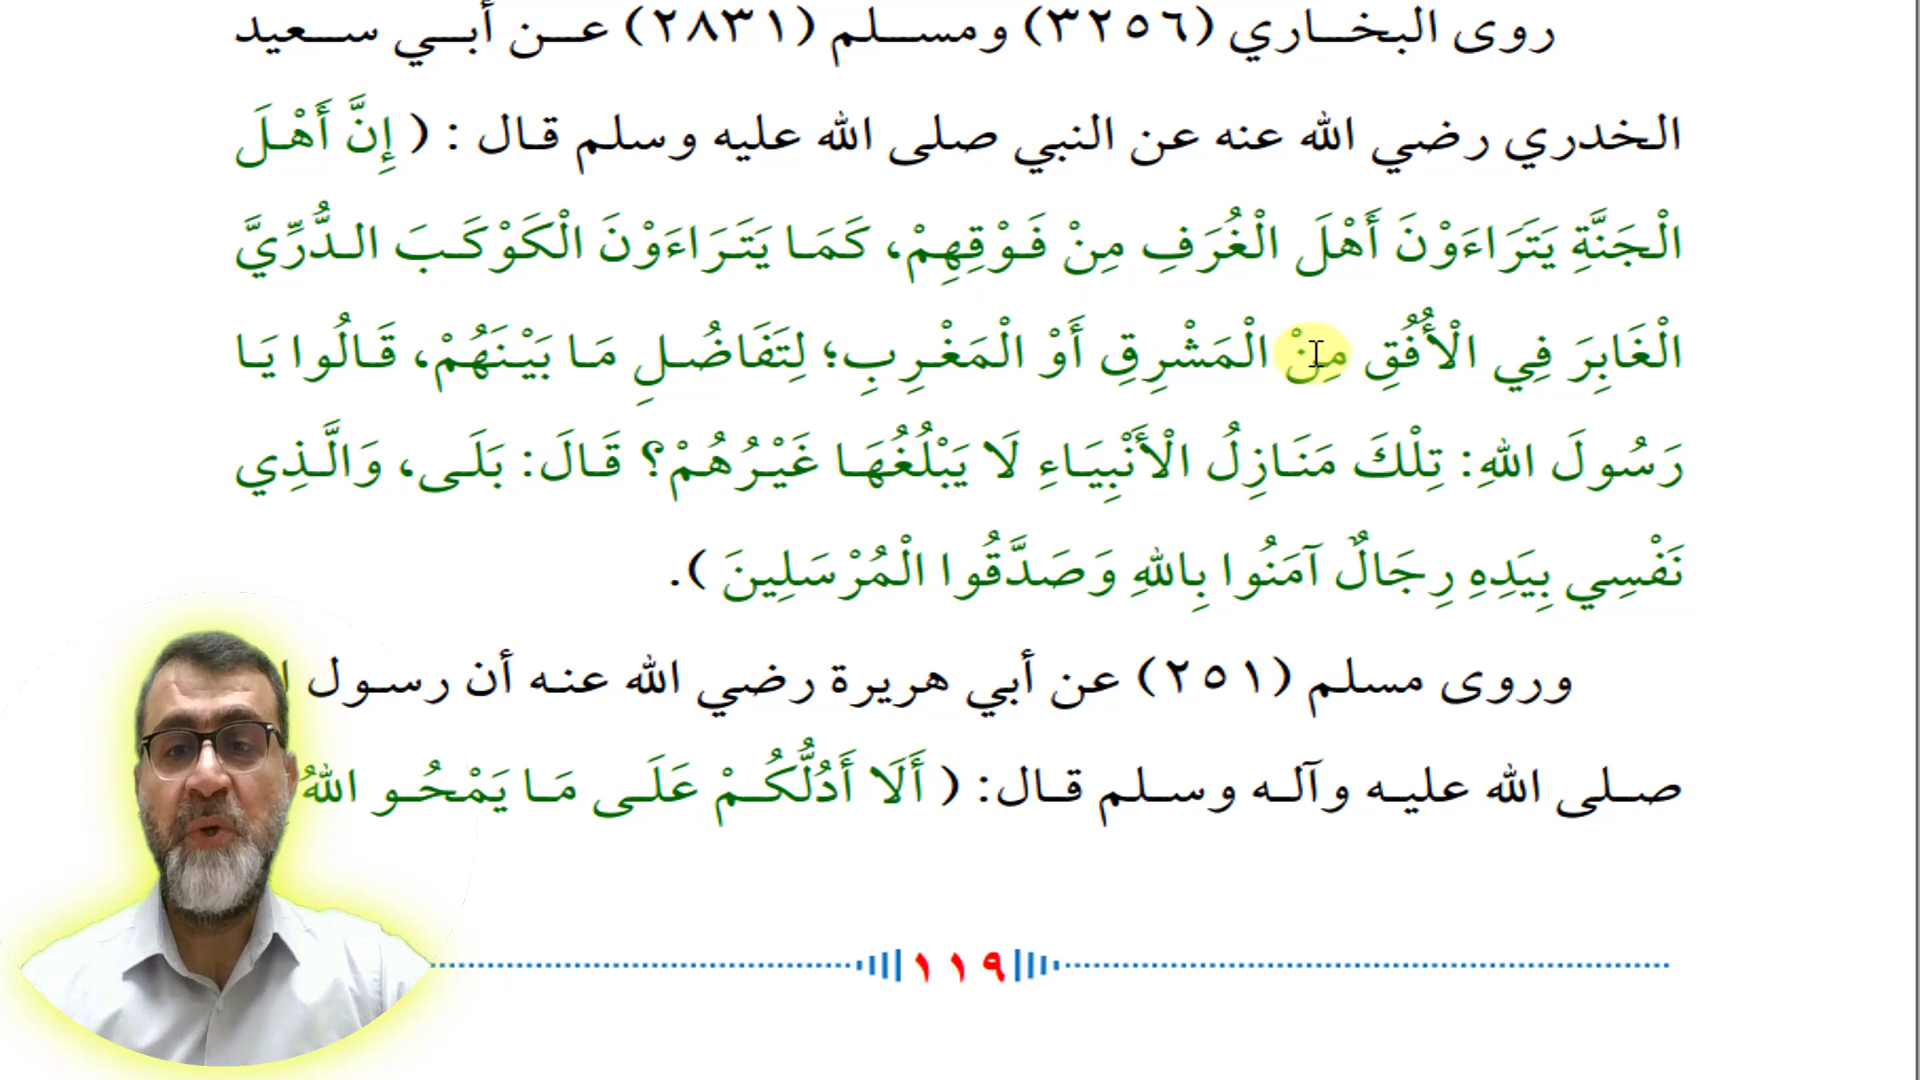 روى البخاري (٣٢٥٦) ومسلم (٢٨٣١) عن أبي سعيد
الخدري رضي الله عنه عن النبي صلى الله عليه وسلم قال : ( إِنَّ أَهْلَ
الْجَنَّةِ يَتَرَاءَوْنَ أَهْلَ الْغُرَفِ مِنْ فَوْقِهِمْ، كَمَا يَتَرَاءَوْنَ الْكَوْكَبَ الدُّرِّيَّ
الْغَابِرَ فِي الْأُفُقِ مِنْ الْمَشْرِقِ أَوْ الْمَغْرِبِ؛ لِتَفَاضُلِ مَا بَيْنَهُمْ، قَالُوا يَا
رَسُولَ اللهِ: تِلْكَ مَنَازِلُ الْأَنْبِيَاءِ لَا يَبْلُغُهَا غَيْرُهُمْ؟ قَالَ: بَلَى، وَالَّذِي
نَفْسِي بِيَدِهِ رِجَالٌ آمَنُوا بِاللهِ وَصَدَّقُوا الْمُرْسَلِينَ ).
وروى مسلم (٢٥١) عن أبي هريرة رضي الله عنه أن رسول
صلى الله عليه وآله وسلم قال: ( أَلَا أَدُلُّكُمْ عَلَى مَا يَمْحُو اللهُ
١١٩